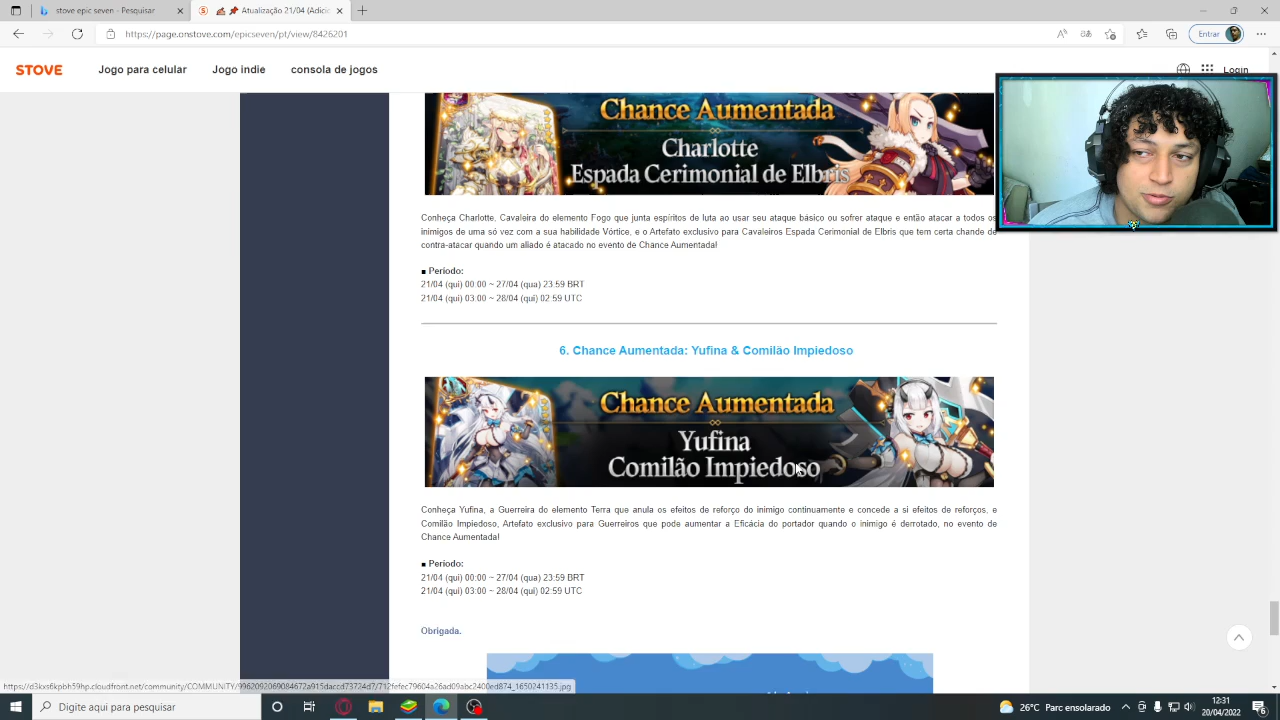 stove epic seven - Pesquisar
Atualização 21/04 (Adici
https://page.onstove.com/epicseven/pt/view/8426201
Entrar
STOVE
Jogo para celular
Jogo indie
consola de jogos
Login
Chance Aumentada
Charlotte
Espada Cerimonial de Elbris
Conheça Charlotte, Cavaleira do elemento Fogo que junta espíritos de luta ao usar seu ataque básico ou sofrer ataque e então atacar a todos os
inimigos de uma só vez com a sua habilidade Vórtice, e o Artefato exclusivo para Cavaleiros Espada Cerimonial de Elbris que tem certa chande de
contra-atacar quando um aliado é atacado no evento de Chance Aumentada!
■ Período:
21/04 (qui) 00:00 ~ 27/04 (qua) 23:59 BRT
21/04 (qui) 03:00 ~ 28/04 (qui) 02:59 UTC
6. Chance Aumentada: Yufina & Comilão Impiedoso
Chance Aumentada
Yufina
Comilão Impiedoso
Conheça Yufina, a Guerreira do elemento Terra que anula os efeitos de reforço do inimigo continuamente e concede a si efeitos de reforços, e
Comilão Impiedoso, Artefato exclusivo para Guerreiros que pode aumentar a Eficácia do portador quando o inimigo é derrotado, no evento de
Chance Aumentada!
■ Período:
21/04 (qui) 00:00 ~ 27/04 (qua) 23:59 BRT
21/04 (qui) 03:00 ~ 28/04 (qui) 02:59 UTC
Obrigada.
Digite aqui para pesquisar
26°C Parc ensolarado
12:31
20/04/2022
6